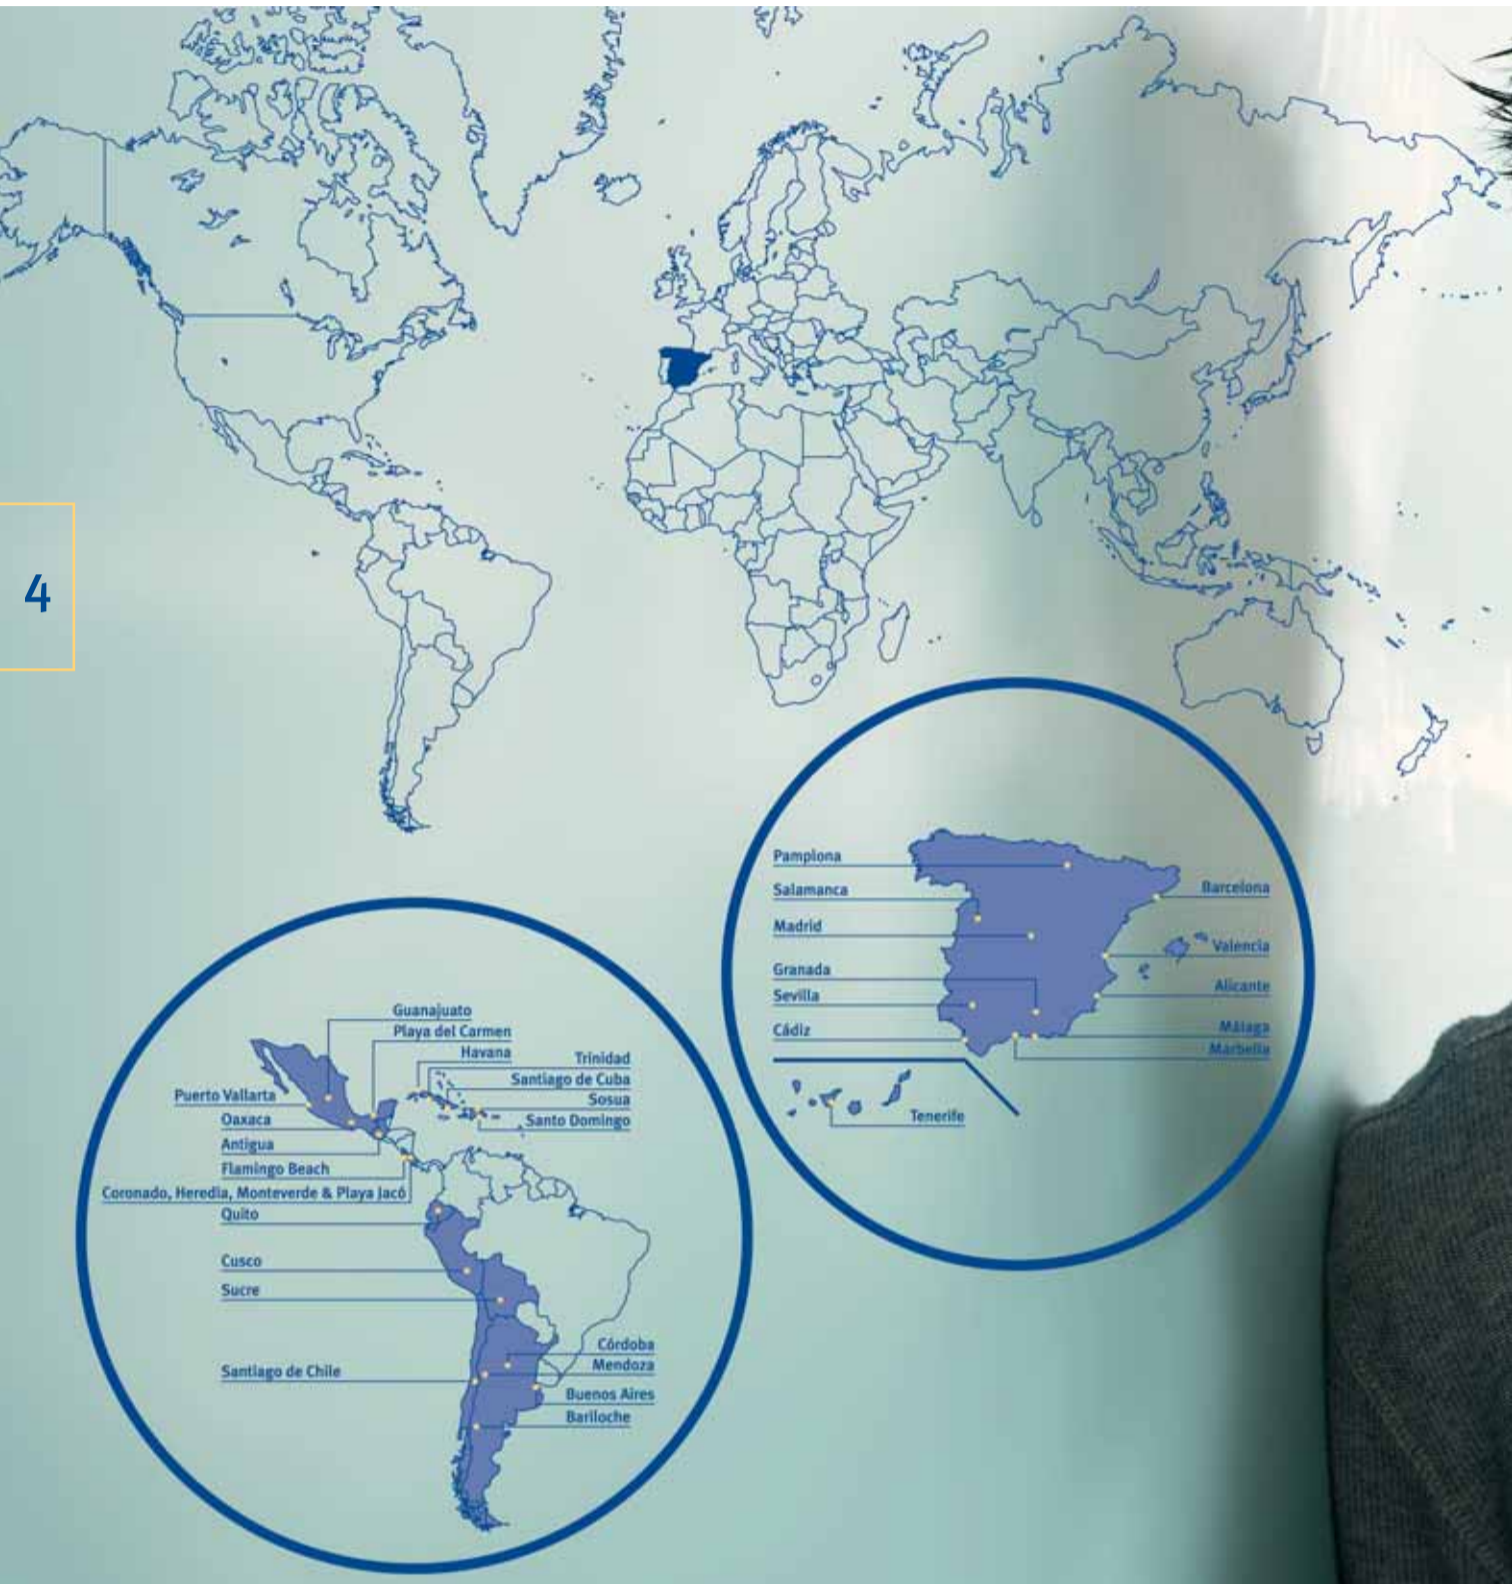 4
Pamplona
Salamanca
Barcelona
Madrid
Valencia
Granada
Alicante
Sevilla
Málaga
Cádiz
Marbella
Tenerife
Guanajuato
Playa del Carmen
Havana
Trinidad
Santiago de Cuba
Puerto Vallarta
Sosua
Oaxaca
Santo Domingo
Antigua
Flamingo Beach
Coronado, Heredia, Monteverde & Playa Jacó
Quito
Cusco
Sucre
Córdoba
Mendoza
Santiago de Chile
Buenos Aires
Bariloche